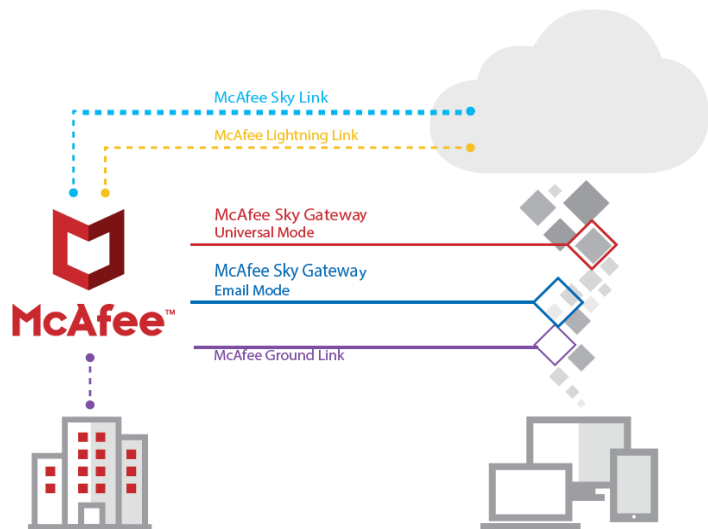 McAfee Sky Link
McAfee Lightning Link
McAfee Sky Gateway
Universal Mode
McAfee Sky Gateway
Email Mode
McAfee™
McAfee Ground Link